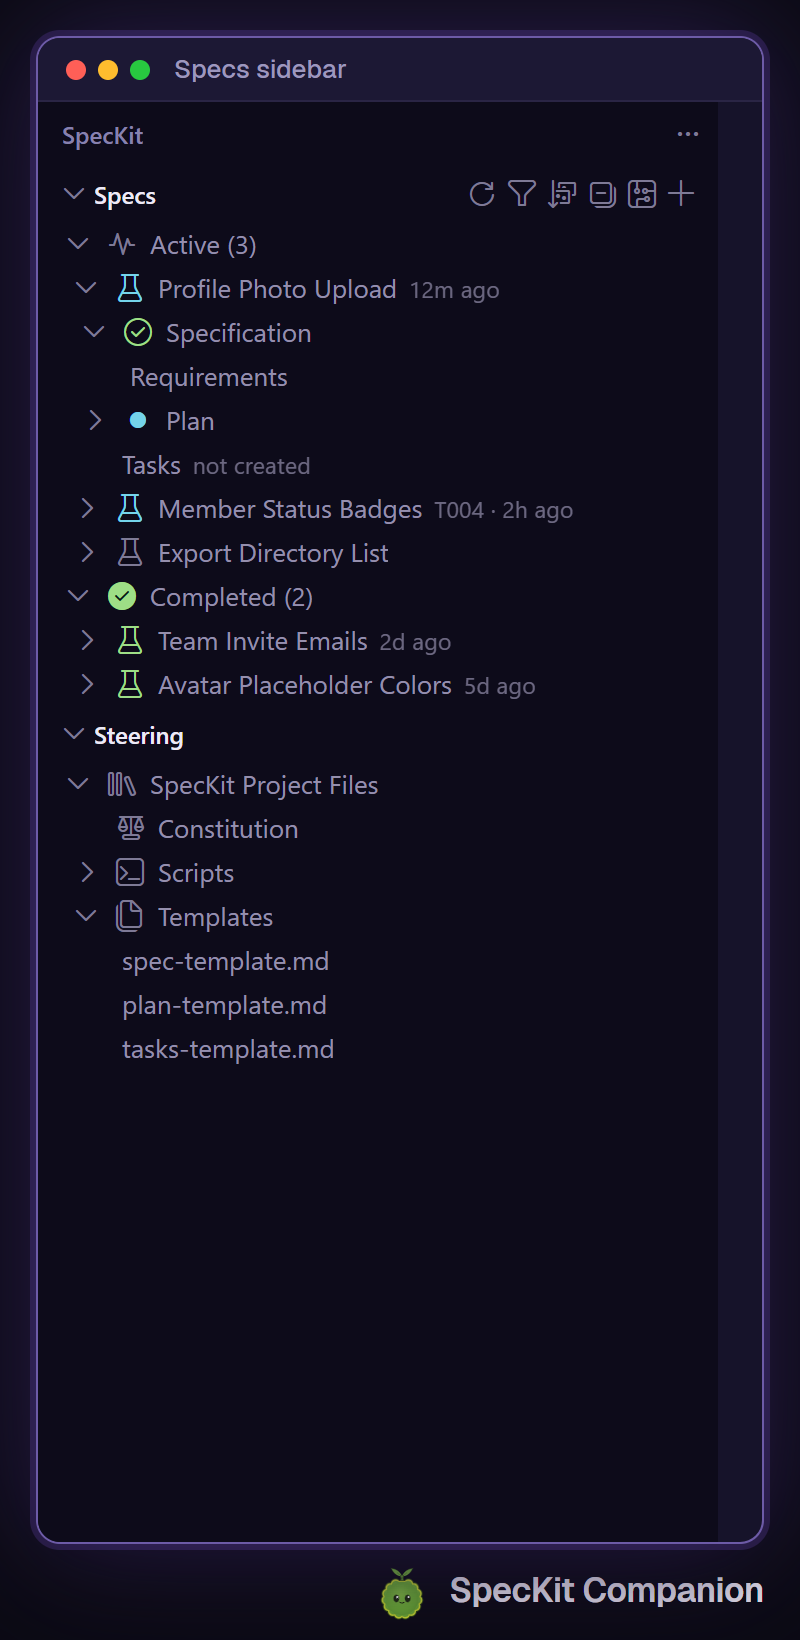 Specs sidebar
SpecKit
Specs
Active (3)
Profile Photo Upload 12m ago
Specification
Requirements
Plan
Tasks not created
Member Status Badges T004 · 2h ago
Export Directory List
Completed (2)
Team Invite Emails 2d ago
Avatar Placeholder Colors 5d ago
Steering
SpecKit Project Files
Constitution
Scripts
Templates
spec-template.md
plan-template.md
tasks-template.md
SpecKit Companion